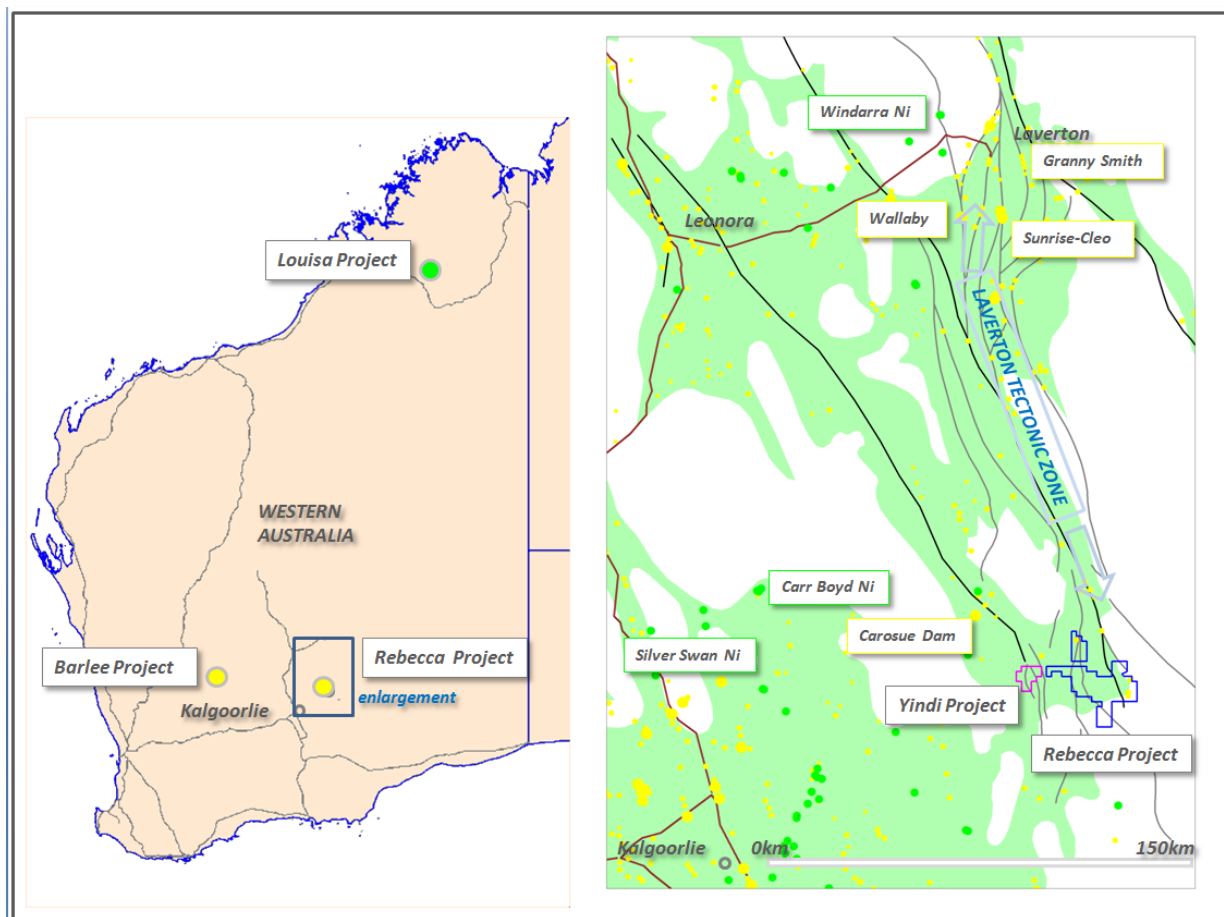 Louisa Project
WESTERN
AUSTRALIA
Barlee Project
Rebecca Project
enlargement
Kalgoorlie
Windarra Ni
Laverton
Granny Smith
Wallaby
Leonora
Sunrise-Cleo
LAVERTON TECTONIC ZONE
Carr Boyd Ni
Carosue Dam
Silver Swan Ni
Yindi Project
Rebecca Project
Kalgoorlie
0km
150km